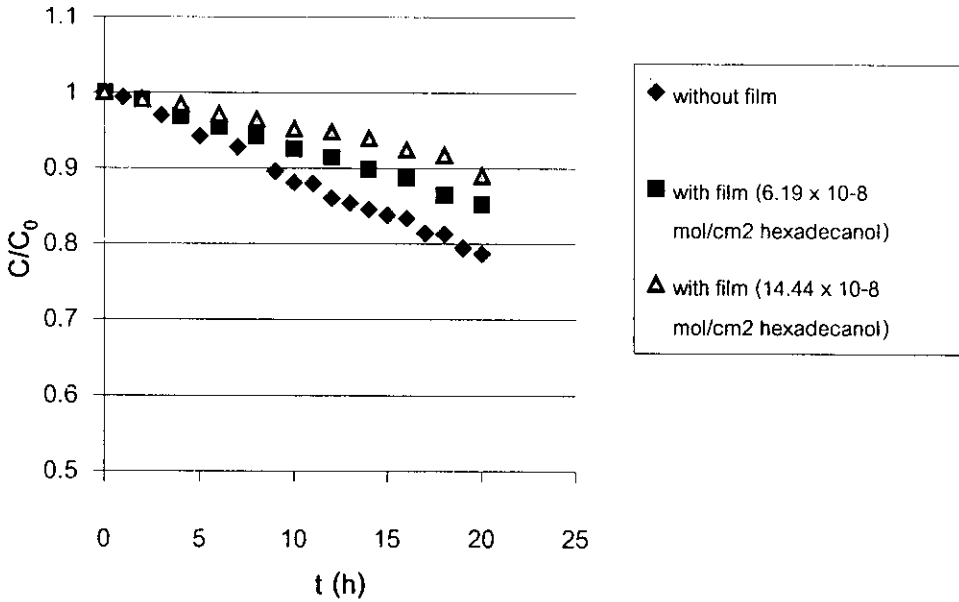 1.1
1
0.9
0.8
0.7
0.6
0.5
C/C0
0 5 10 15 20 25
t (h)
without film
with film (6.19 x 10-8
mol/cm2 hexadecanol)
with film (14.44 x 10-8
mol/cm2 hexadecanol)